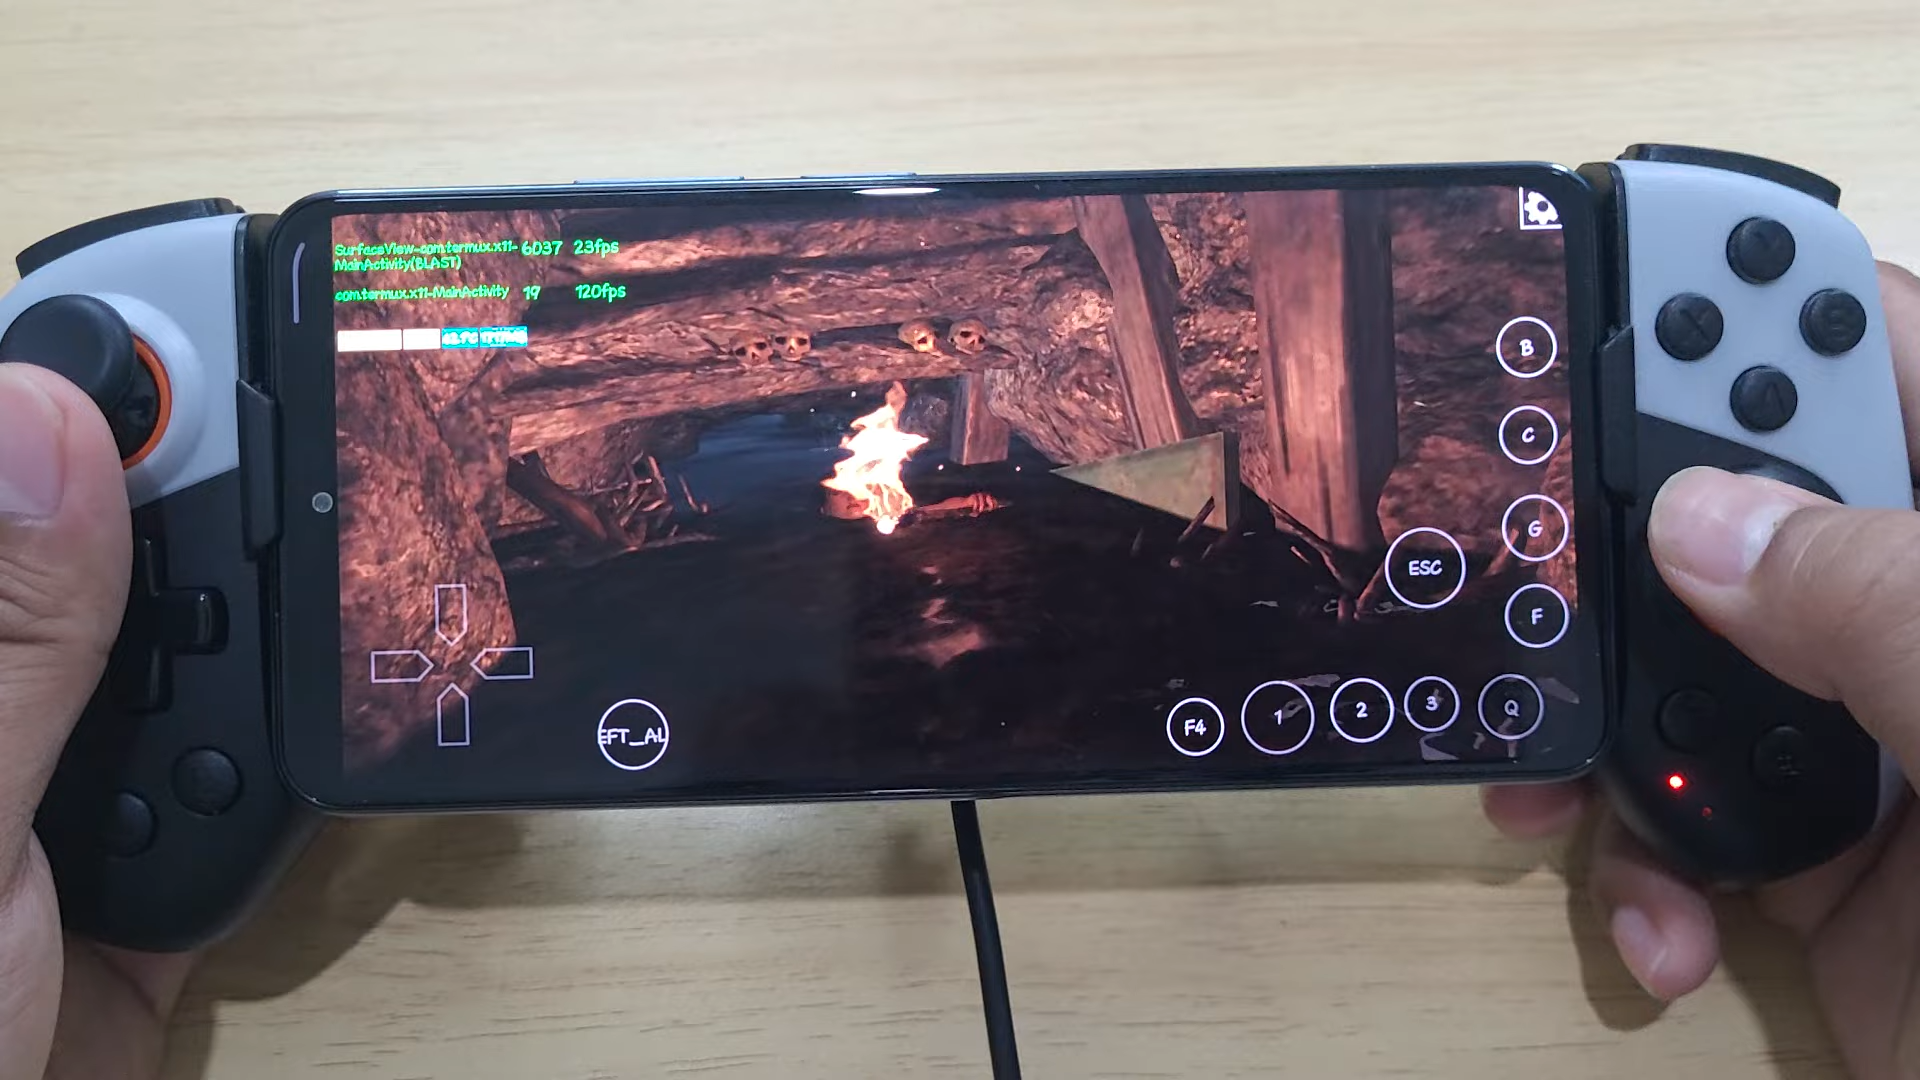 SurfaceView-com.termux.x11- 6037 23fps
MainActivity(BLAST)
com.termux.x11-MainActivity 19 120fps
B
C
G
ESC
F
EFT_AL
F4
1
2
3
Q
Y
X
B
A